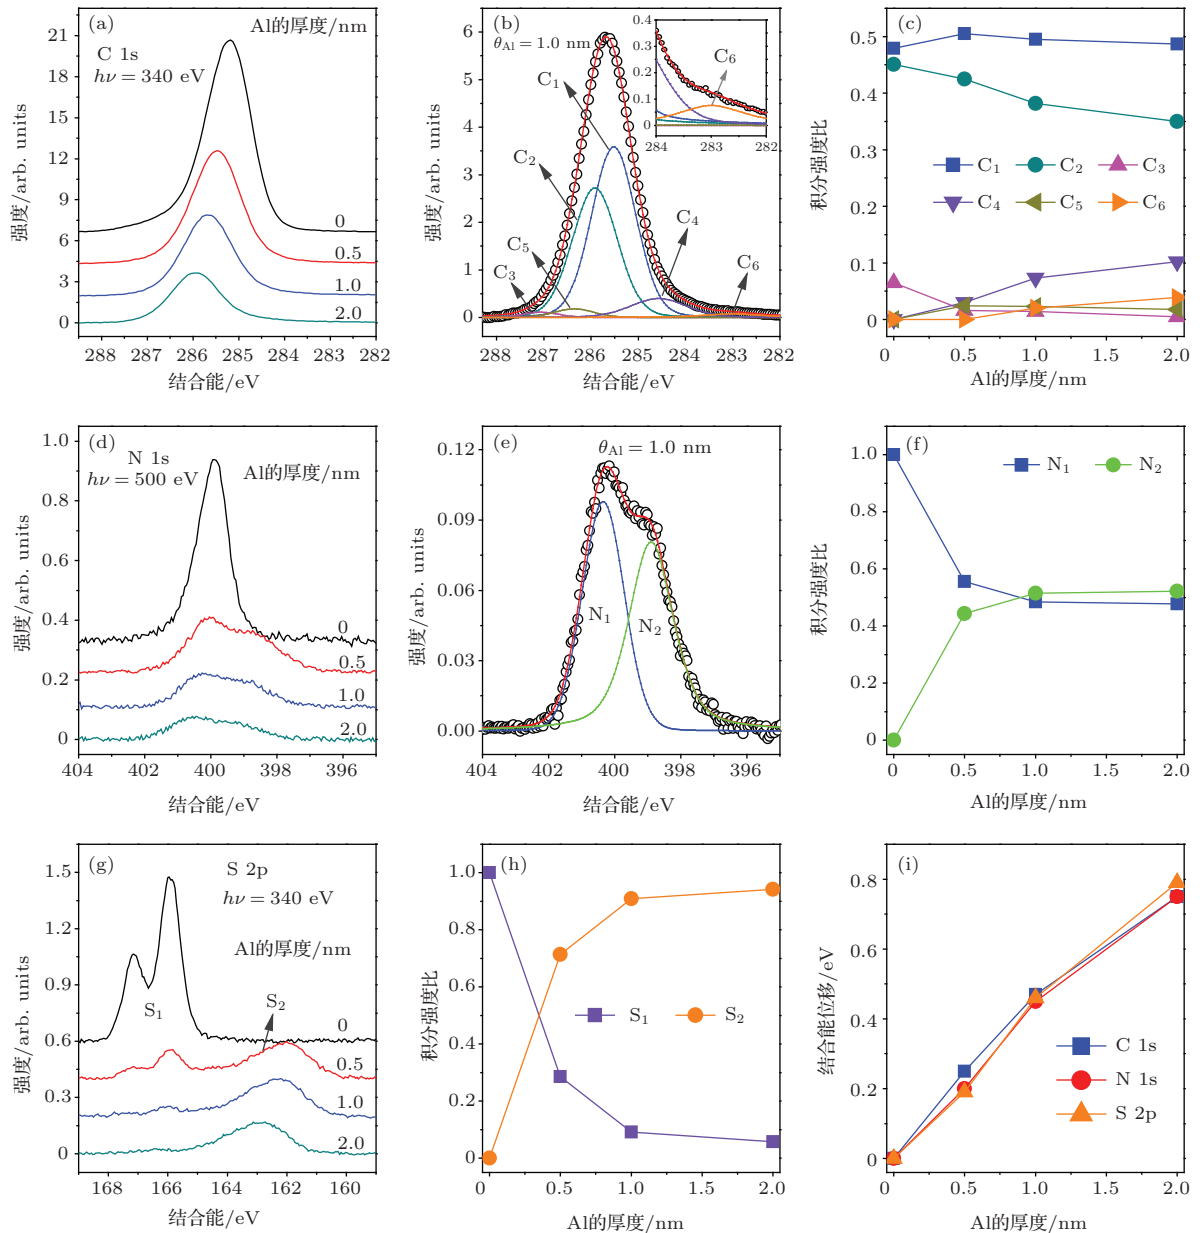 (a)
Al的厚度/nm
C 1s
hν = 340 eV
强度/arb. units
21
18
15
12
9
6
3
0
0
0.5
1.0
2.0
288 287 286 285 284 283 282
结合能/eV
(b)
θAl = 1.0 nm
强度/arb. units
6
5
4
3
2
1
0
C1
C2
C5
C3
C4
C6
0.4
0.3
0.2
0.1
0
C6
284 283 282
288 287 286 285 284 283 282
结合能/eV
(c)
积分强度比
0.5
0.4
0.5
0.2
0.1
0
C1 C2 C3
C4 C5 C6
0 0.5 1.0 1.5 2.0
Al的厚度/nm
(d)
N 1s
hν = 500 eV
Al的厚度/nm
强度/arb. units
1.0
0.8
0.6
0.4
0.2
0
0
0.5
1.0
2.0
404 402 400 398 396
结合能/eV
(e)
θAl = 1.0 nm
强度/arb. units
0.12
0.09
0.06
0.03
0.00
N1
N2
404 402 400 398 396
结合能/eV
(f)
N1 N2
积分强度比
1.0
0.8
0.6
0.4
0.2
0
0 0.5 1.0 1.5 2.0
Al的厚度/nm
(g)
S 2p
hν = 340 eV
Al的厚度/nm
强度/arb. units
1.5
1.2
0.9
0.6
0.3
0
S1
S2
0
0.5
1.0
2.0
168 166 164 162 160
结合能/eV
(h)
积分强度比
1.0
0.8
0.6
0.4
0.2
0
S1 S2
0 0.5 1.0 1.5 2.0
Al的厚度/nm
(i)
结合能位移/eV
0.8
0.6
0.4
0.2
0
C 1s
N 1s
S 2p
0 0.5 1.0 1.5 2.0
Al的厚度/nm